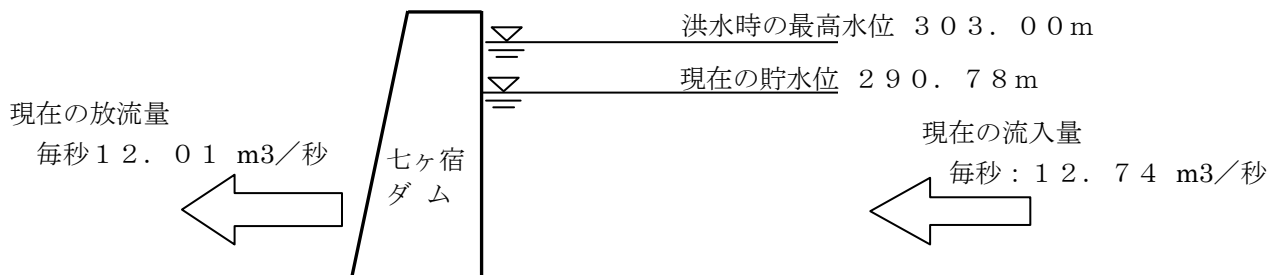 洪水時の最高水位 ３０３．００ｍ
現在の貯水位 ２９０．７８ｍ
現在の放流量
毎秒１２．０１ m3／秒
七ヶ宿
ダ ム
現在の流入量
毎秒：１２．７４ m3／秒